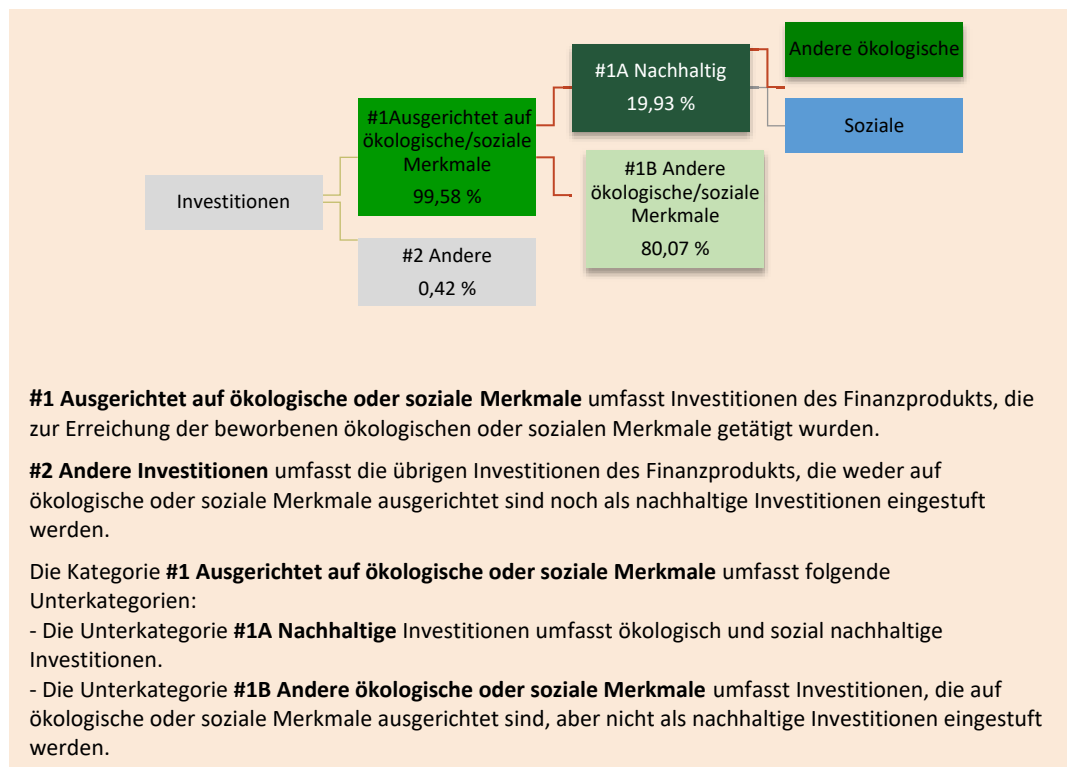 Investitionen
#1Ausgerichtet auf
ökologische/soziale
Merkmale
99,58 %
#2 Andere
0,42 %
#1A Nachhaltig
19,93 %
#1B Andere
ökologische/soziale
Merkmale
80,07 %
Andere ökologische
Soziale
#1 Ausgerichtet auf ökologische oder soziale Merkmale umfasst Investitionen des Finanzprodukts, die
zur Erreichung der beworbenen ökologischen oder sozialen Merkmale getätigt wurden.
#2 Andere Investitionen umfasst die übrigen Investitionen des Finanzprodukts, die weder auf
ökologische oder soziale Merkmale ausgerichtet sind noch als nachhaltige Investitionen eingestuft
werden.
Die Kategorie #1 Ausgerichtet auf ökologische oder soziale Merkmale umfasst folgende
Unterkategorien:
- Die Unterkategorie #1A Nachhaltige Investitionen umfasst ökologisch und sozial nachhaltige
Investitionen.
- Die Unterkategorie #1B Andere ökologische oder soziale Merkmale umfasst Investitionen, die auf
ökologische oder soziale Merkmale ausgerichtet sind, aber nicht als nachhaltige Investitionen eingestuft
werden.